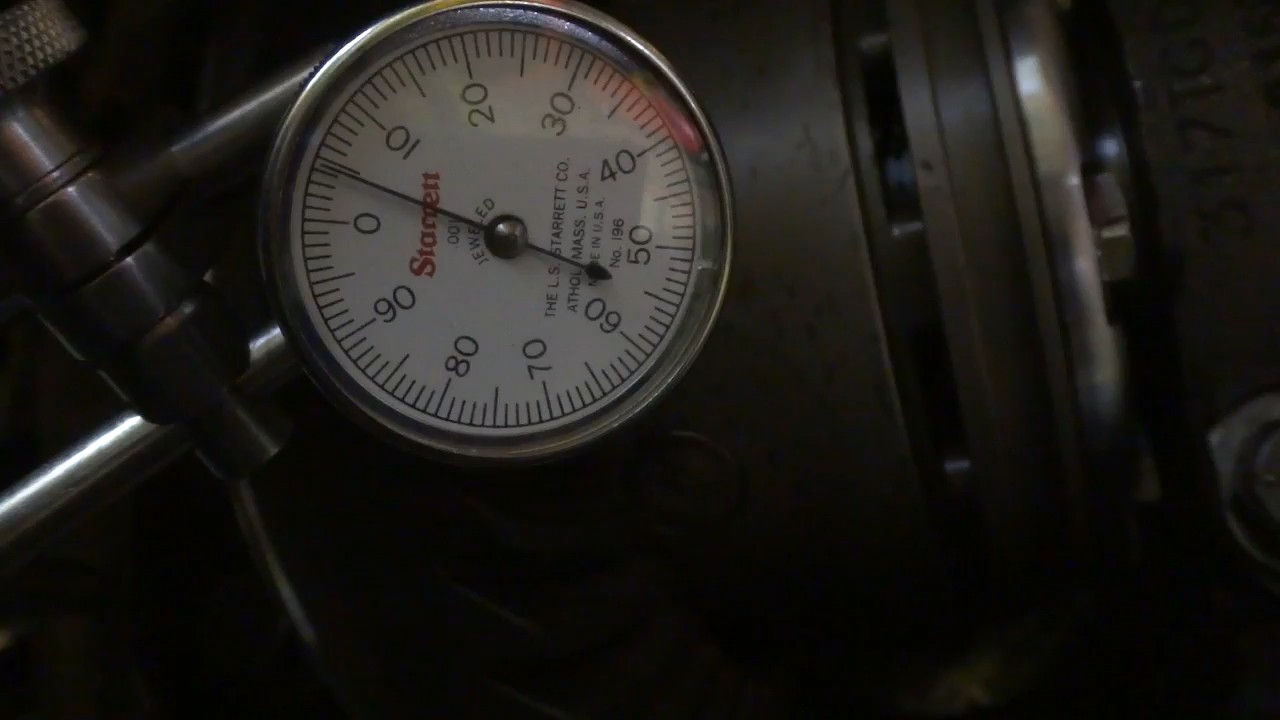 0
10
20
30
40
50
60
70
80
90
Starrett
.001
JEWELED
THE L.S. STARRETT CO.
ATHOL, MASS. U.S.A.
MADE IN U.S.A.
No. 196